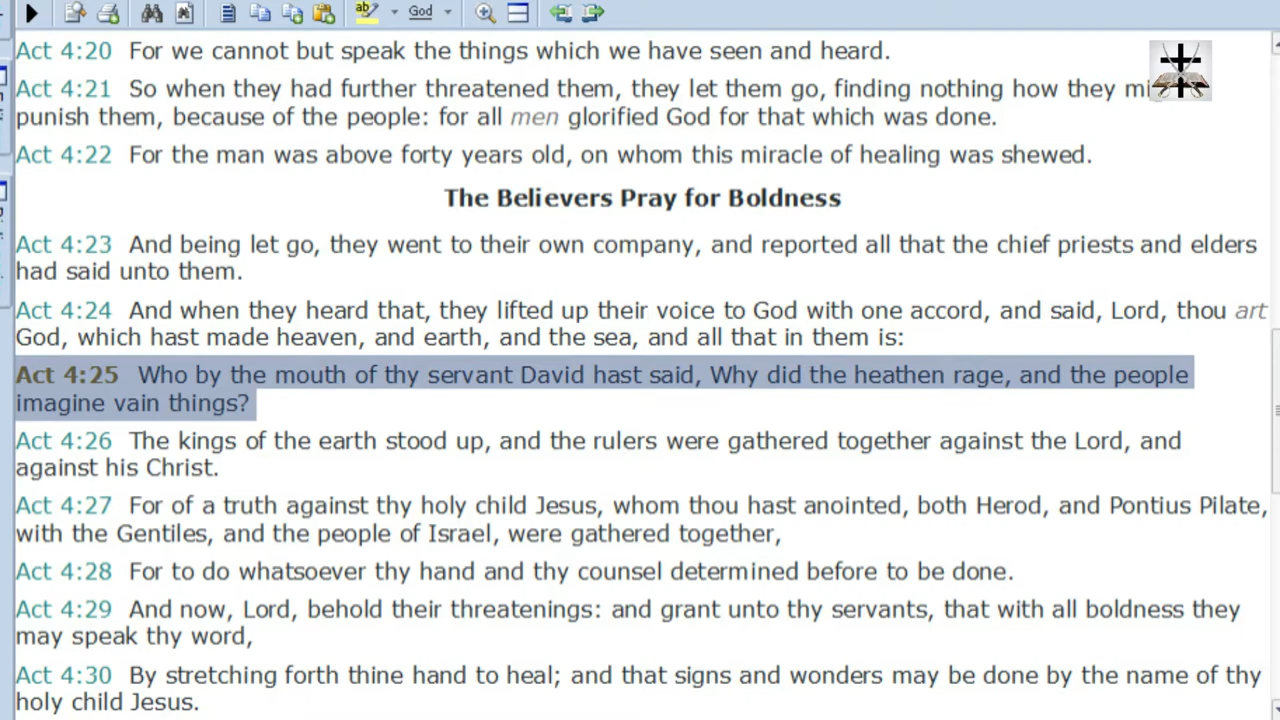 ab
God
Act 4:20 For we cannot but speak the things which we have seen and heard.
Act 4:21 So when they had further threatened them, they let them go, finding nothing how they
punish them, because of the people: for all men glorified God for that which was done.
Act 4:22 For the man was above forty years old, on whom this miracle of healing was shewed.
The Believers Pray for Boldness
Act 4:23 And being let go, they went to their own company, and reported all that the chief priests and elders
had said unto them.
Act 4:24 And when they heard that, they lifted up their voice to God with one accord, and said, Lord, thou art
God, which hast made heaven, and earth, and the sea, and all that in them is:
Act 4:25 Who by the mouth of thy servant David hast said, Why did the heathen rage, and the people
imagine vain things?
Act 4:26 The kings of the earth stood up, and the rulers were gathered together against the Lord, and
against his Christ.
Act 4:27 For of a truth against thy holy child Jesus, whom thou hast anointed, both Herod, and Pontius Pilate,
with the Gentiles, and the people of Israel, were gathered together,
Act 4:28 For to do whatsoever thy hand and thy counsel determined before to be done.
Act 4:29 And now, Lord, behold their threatenings: and grant unto thy servants, that with all boldness they
may speak thy word,
Act 4:30 By stretching forth thine hand to heal; and that signs and wonders may be done by the name of thy
holy child Jesus.